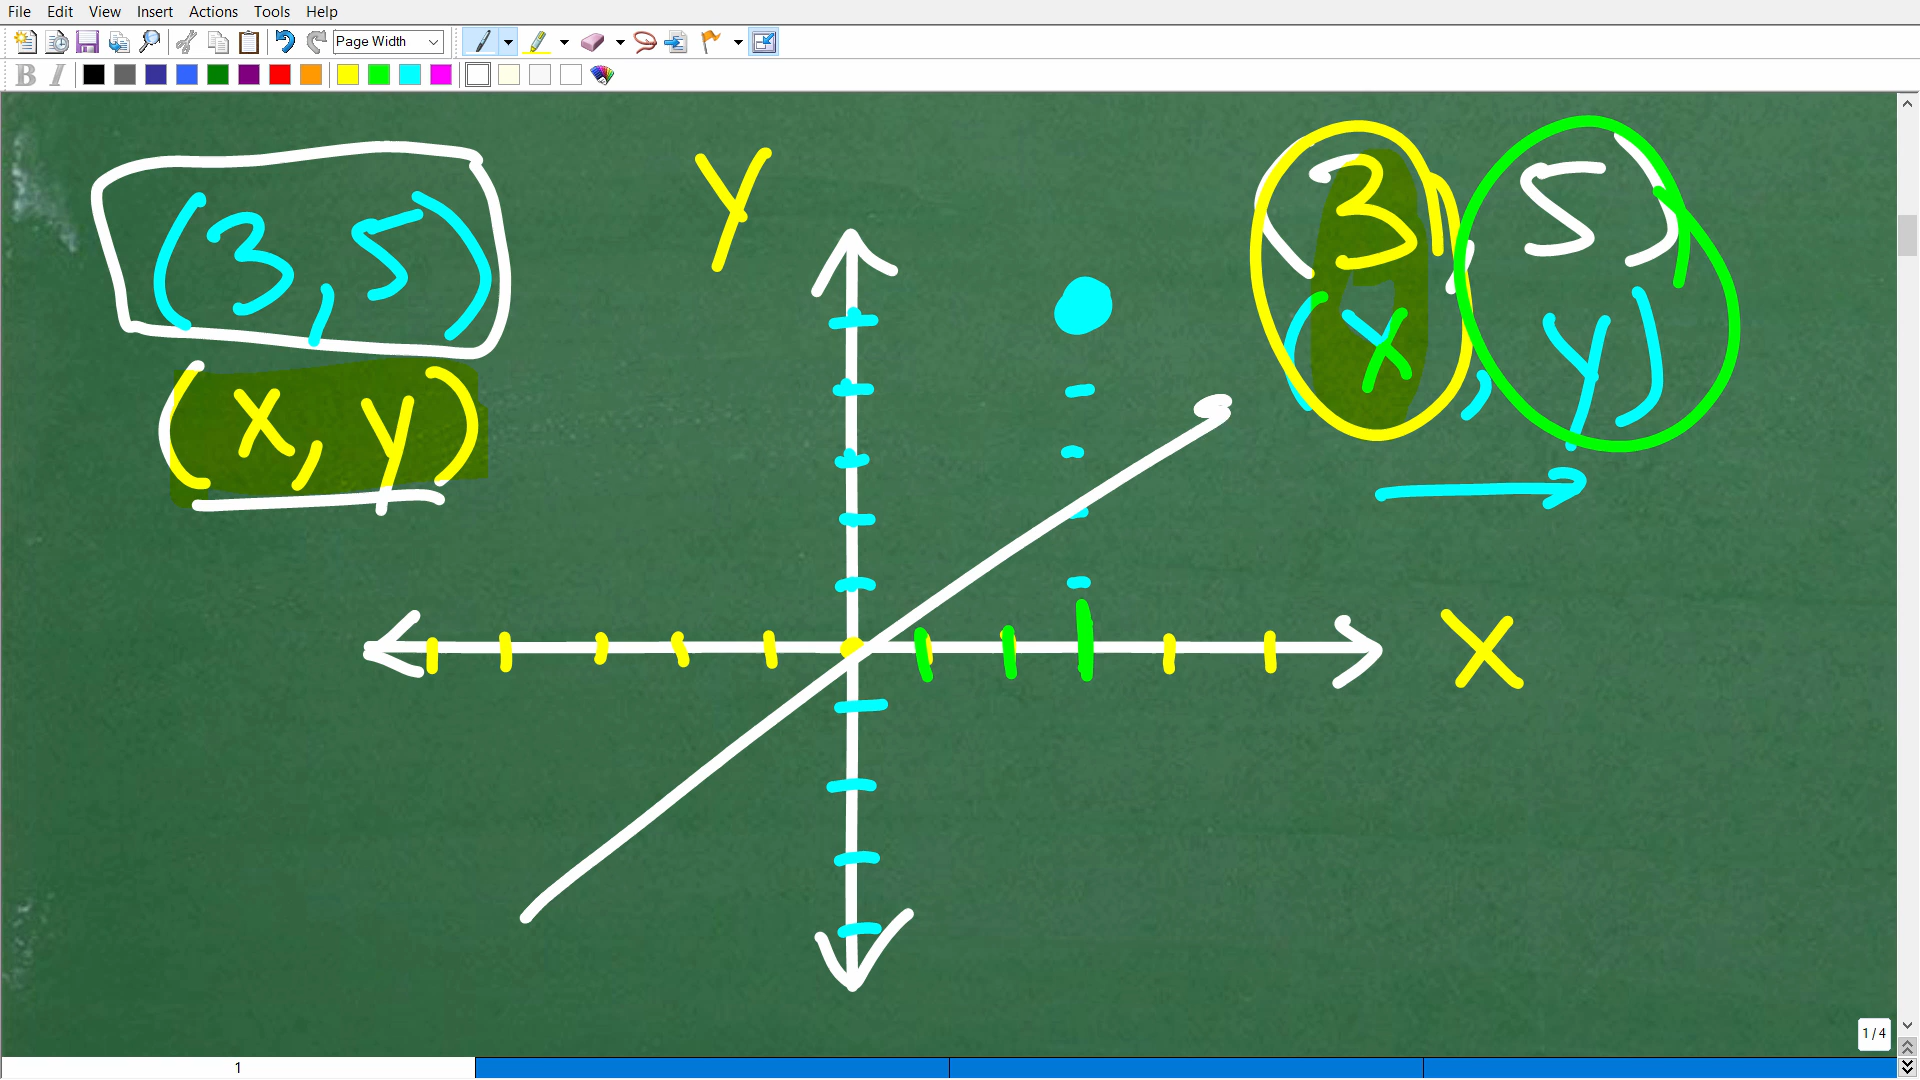 File Edit View Insert Actions Tools Help
Page Width
B I
(3,5)
(x, y)
y
(3, 5)
(x, y)
x
1 / 4
1